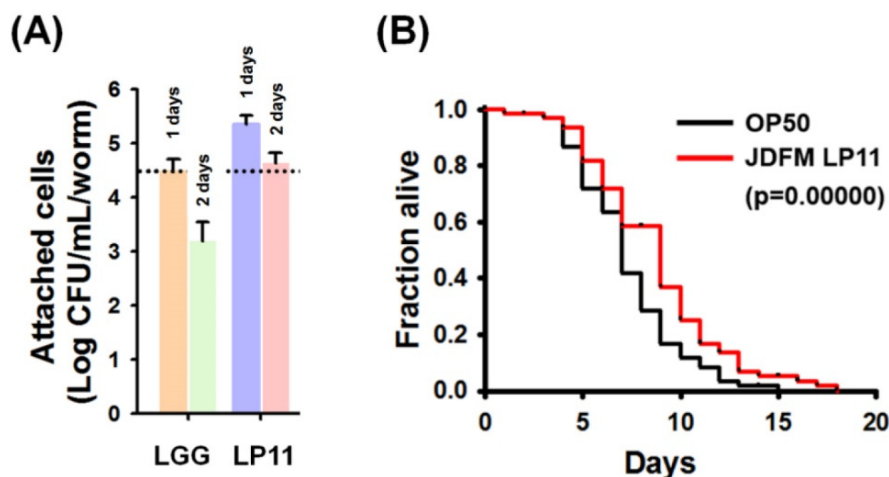 (A)
Attached cells
(Log CFU/mL/worm)
6
5
4
3
2
1
0
1 days
2 days
1 days
2 days
LGG LP11
(B)
Fraction alive
1.0
0.8
0.6
0.4
0.2
0.0
OP50
JDFM LP11
(p=0.00000)
0 5 10 15 20
Days